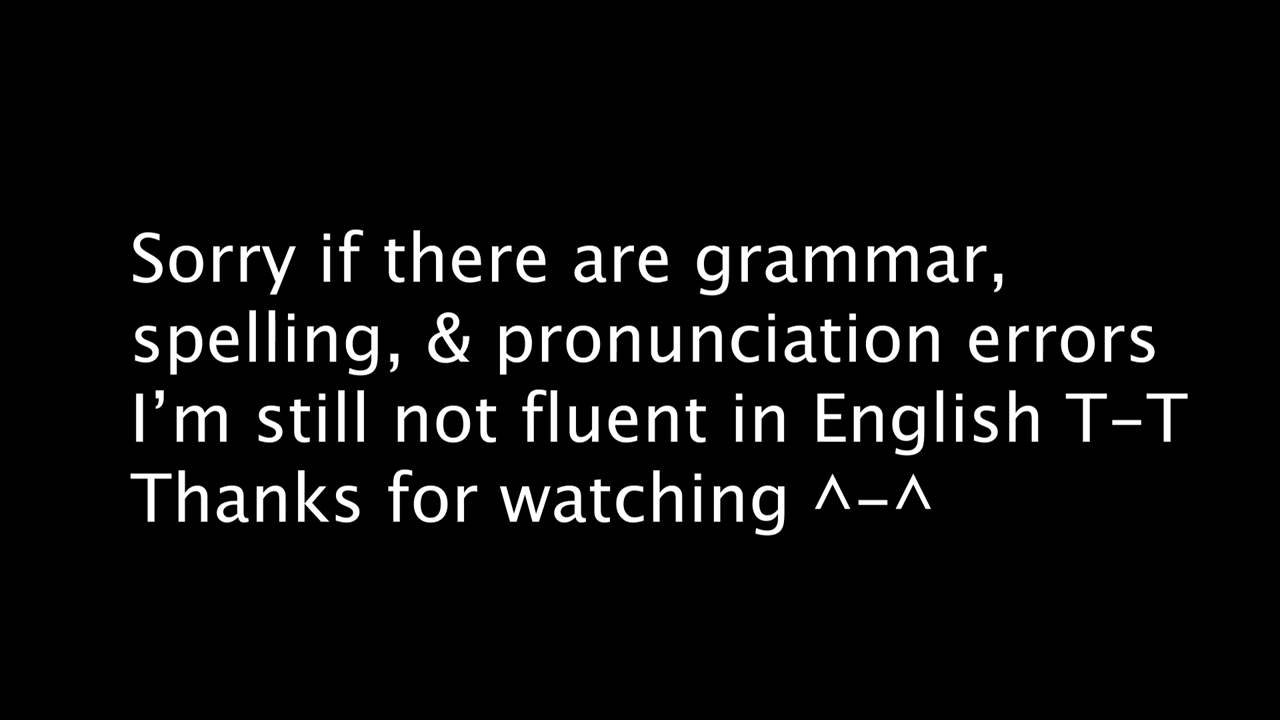 Sorry if there are grammar,
spelling, & pronunciation errors
I’m still not fluent in English T-T
Thanks for watching ^-^